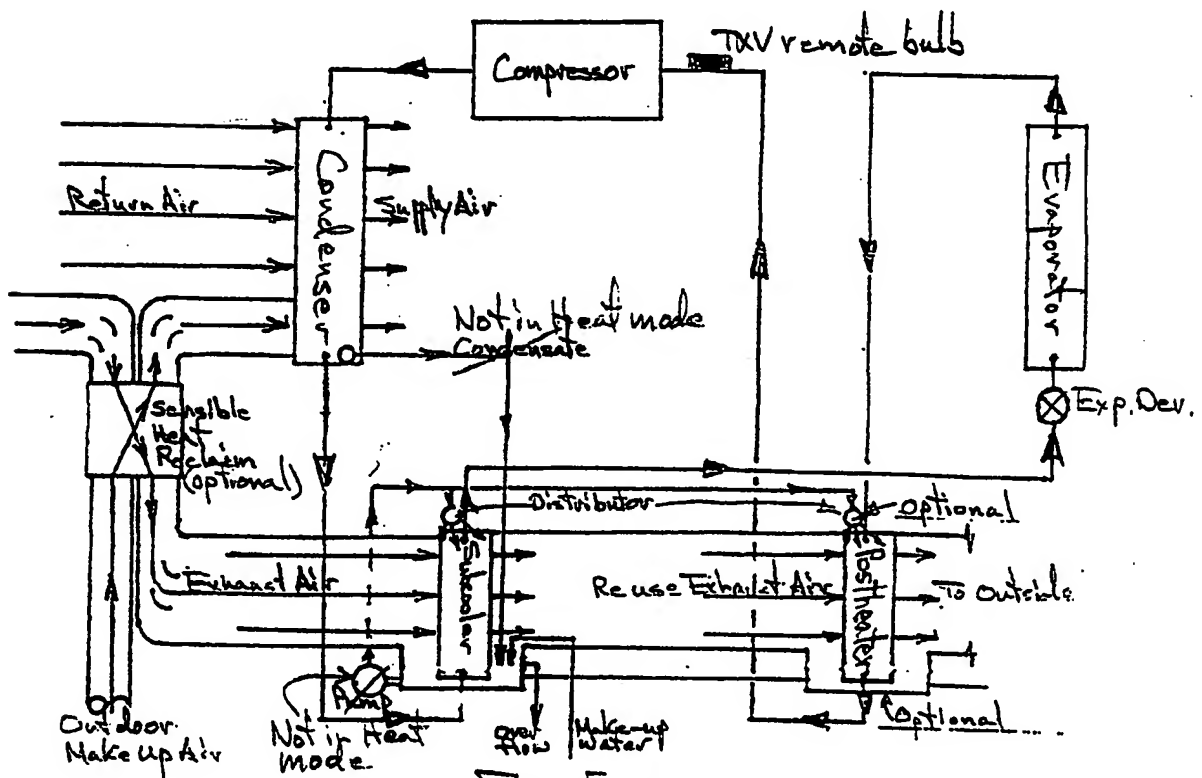 TXV remote bulb
Compressor
Condenser
Return Air
Supply Air
Evaporator
Not in Heat mode
Condensate
Exp. Dev.
Sensible
Heat
Reclaim
(optional)
Distributor
Optional
Exhaust Air
Subcooler
Reuse Exhaust Air
Postheater
To Outside
Pump
Outdoor
Make up Air
Not in Heat
mode
over
flow
Make-up
water
Optional